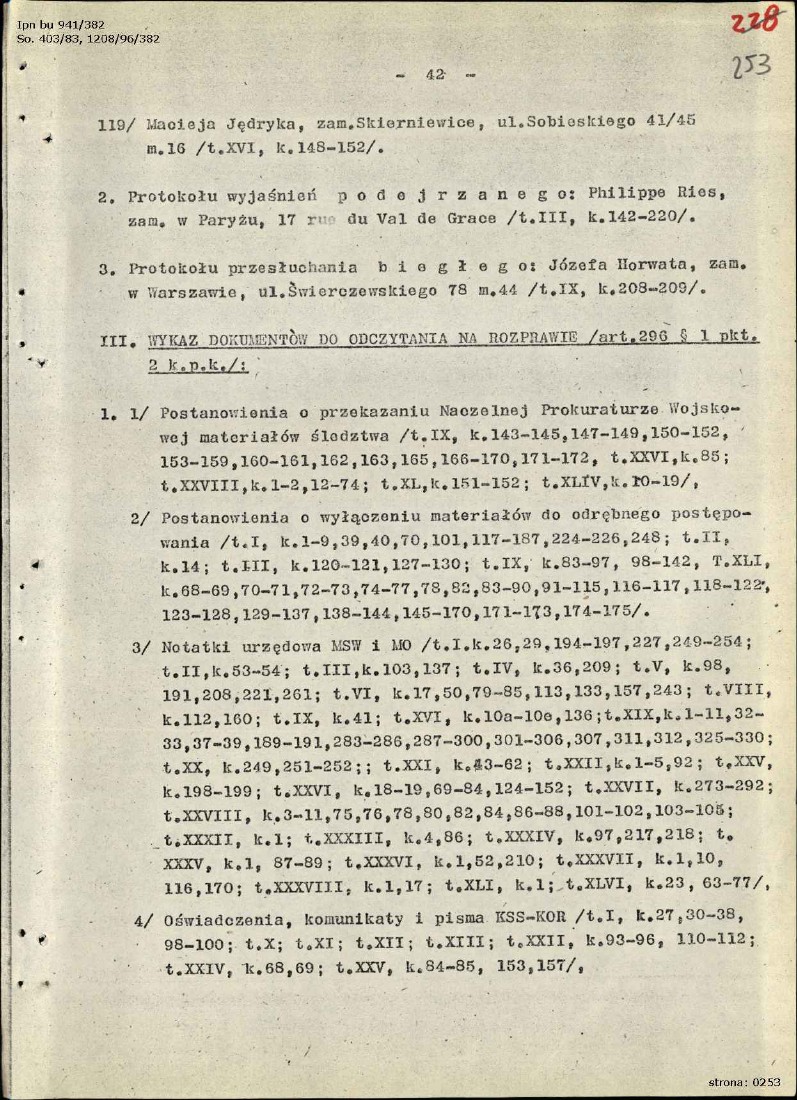 Ipn bu 941/382
So. 403/83, 1208/96/382
228
253
- 42 -
119/ Macieja Jędryka, zam.Skierniewice, ul.Sobieskiego 41/45
m.16 /t.XVI, k.148-152/.
2. Protokołu wyjaśnień p o d e j r z a n e g o: Philippe Ries,
zam. w Paryżu, 17 rue du Val de Grace /t.III, k.142-220/.
3. Protokołu przesłuchania b i e g ł e g o: Józefa Horwata, zam.
w Warszawie, ul.Świerczewskiego 78 m.44 /t.IX, k.208-209/.
III. WYKAZ DOKUMENTÓW DO ODCZYTANIA NA ROZPRAWIE /art.296 § 1 pkt.
2 k.p.k./:
1. 1/ Postanowienia o przekazaniu Naczelnej Prokuraturze Wojsko-
wej materiałów śledztwa /t.IX, k.143-145,147-149,150-152,
153-159,160-161,162,163,165,166-170,171-172, t.XXVI,k.85;
t.XXVIII,k.1-2,12-74; t.XL,k.151-152; t.XLIV,k.10-19/,
2/ Postanowienia o wyłączeniu materiałów do odrębnego postępo-
wania /t.I, k.1-9,39,40,70,101,117-187,224-226,248; t.II,
k.14; t.III, k.120-121,127-130; t.IX, k.83-97, 98-142, T.XLI,
k.68-69,70-71,72-73,74-77,78,82,83-90,91-115,116-117,118-122,
123-128,129-137,138-144,145-170,171-173,174-175/.
3/ Notatki urzędowa MSW i MO /t.I.k.26,29,194-197,227,249-254;
t.II,k.53-54; t.III,k.103,137; t.IV, k.36,209; t.V, k.98,
191,208,221,261; t.VI, k.17,50,79-85,113,133,157,243; t.VIII,
k.112,160; t.IX, k.41; t.XVI, k.10a-10e,136;t.XIX,k.1-11,32-
33,37-39,189-191,283-286,287-300,301-306,307,311,312,325-330;
t.XX, k.249,251-252;; t.XXI, k.43-62; t.XXII,k.1-5,92; t.XXV,
k.198-199; t.XXVI, k.18-19,69-84,124-152; t.XXVII, k.273-292;
t.XXVIII, k.3-11,75,76,78,80,82,84,86-88,101-102,103-105;
t.XXXII, k.1; t.XXXIII, k.4,86; t.XXXIV, k.97,217,218; t.
XXXV, k.1, 87-89; t.XXXVI, k.1,52,210; t.XXXVII, k.1,10,
116,170; t.XXXVIII, k.1,17; t.XLI, k.1; t.XLVI, k.23, 63-77/,
4/ Oświadczenia, komunikaty i pisma KSS-KOR /t.I, k.27,30-38,
98-100; t.X; t.XI; t.XII; t.XIII; t.XXII, k.93-96, 110-112;
t.XXIV, k.68,69; t.XXV, k.84-85, 153,157/,
strona: 0253